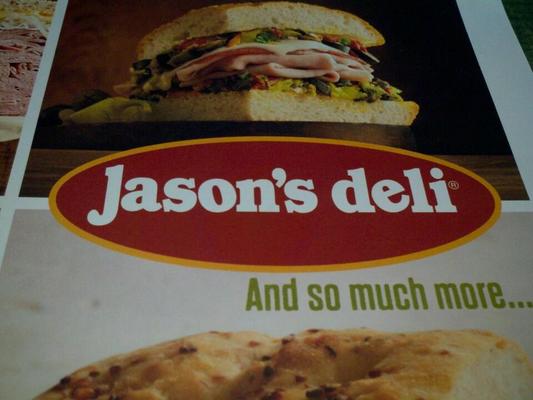 Jason's deli®
And so much more...